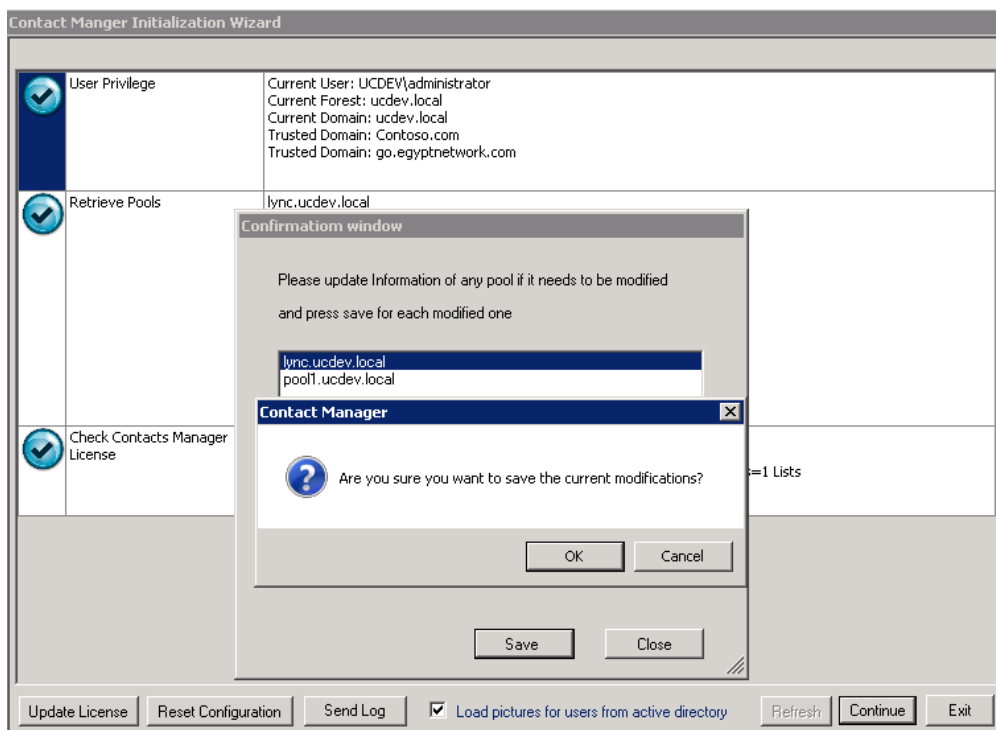 Contact Manger Initialization Wizard
User Privilege
Current User: UCDEV\administrator
Current Forest: ucdev.local
Current Domain: ucdev.local
Trusted Domain: Contoso.com
Trusted Domain: go.egyptnetwork.com
Retrieve Pools
lync.ucdev.local
Confirmatiom window
Please update Information of any pool if it needs to be modified
and press save for each modified one
lync.ucdev.local
pool1.ucdev.local
Contact Manager
Are you sure you want to save the current modifications?
OK Cancel
Check Contacts Manager
License
=1 Lists
Save Close
Update License Reset Configuration Send Log Load pictures for users from active directory Refresh Continue Exit